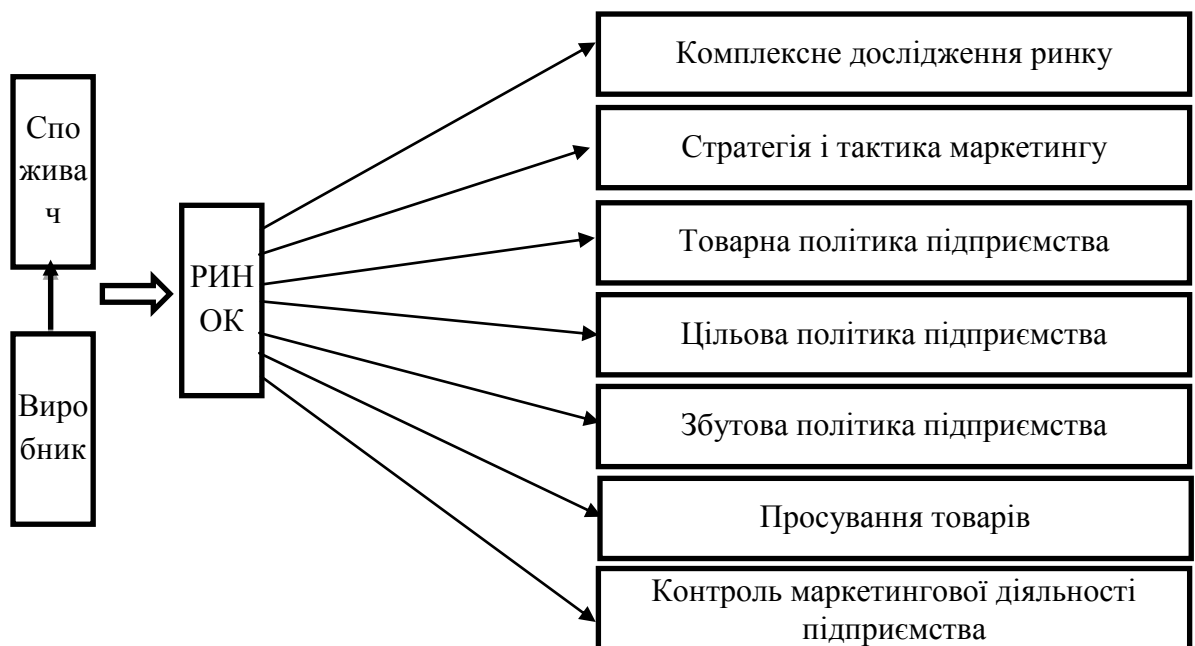 Спо
жива
ч
Виро
бник
РИН
ОК
Комплексне дослідження ринку
Стратегія і тактика маркетингу
Товарна політика підприємства
Цільова політика підприємства
Збутова політика підприємства
Просування товарів
Контроль маркетингової діяльності
підприємства